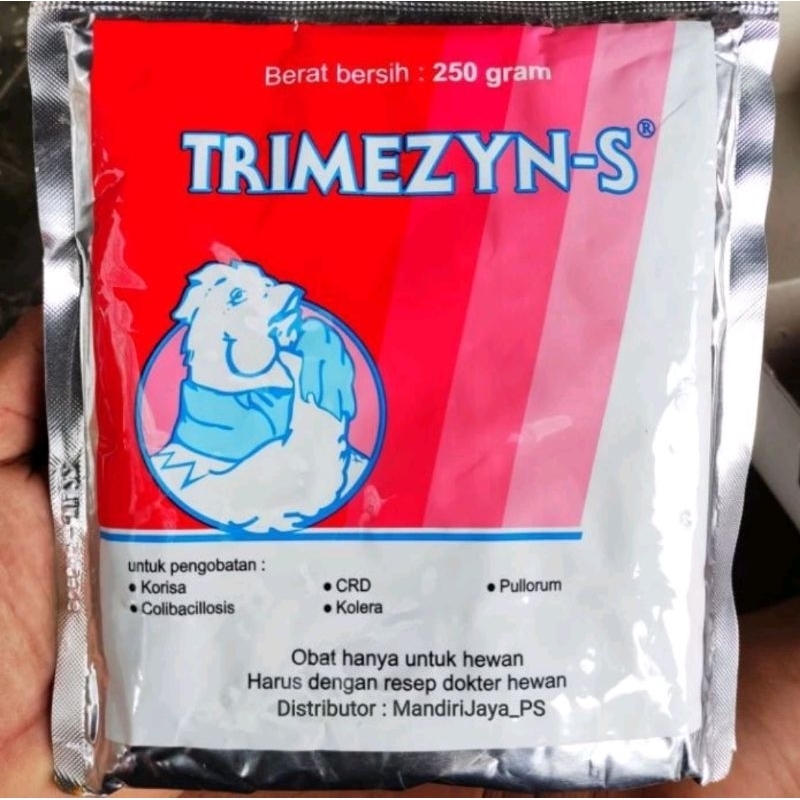 Berat bersih : 250 gram
TRIMEZYN-S®
untuk pengobatan :
• Korisa • CRD • Pullorum
• Colibacillosis • Kolera
Obat hanya untuk hewan
Harus dengan resep dokter hewan
Distributor : MandiriJaya_PS